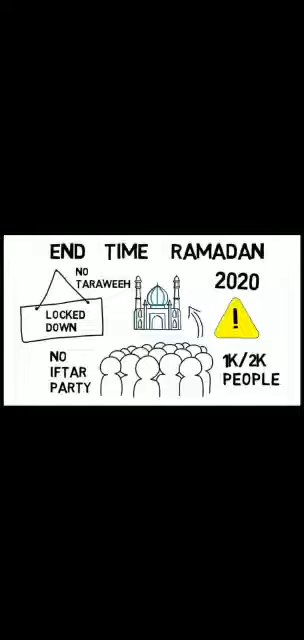 END TIME RAMADAN
2020
NO
TARAWEEH
LOCKED
DOWN
!
NO
IFTAR
PARTY
1K/2K
PEOPLE